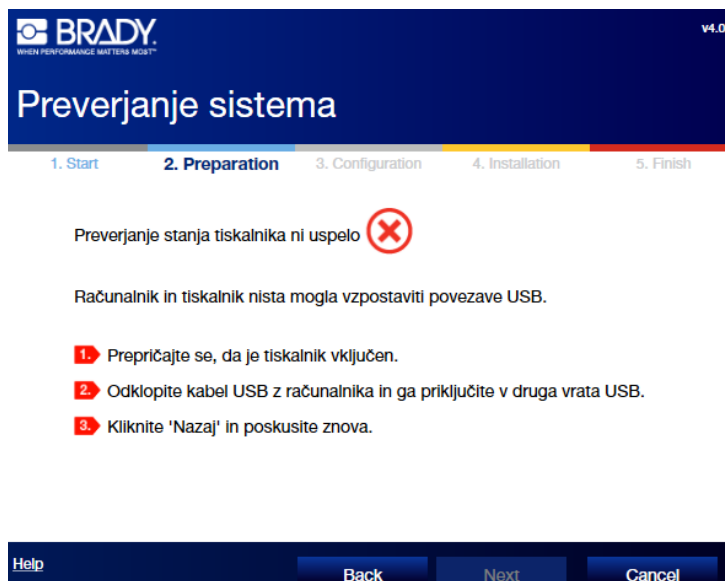 BRADY.
WHEN PERFORMANCE MATTERS MOST™
v4.0
Preverjanje sistema
1. Start 2. Preparation 3. Configuration 4. Installation 5. Finish
Preverjanje stanja tiskalnika ni uspelo
Računalnik in tiskalnik nista mogla vzpostaviti povezave USB.
1. Prepričajte se, da je tiskalnik vključen.
2. Odklopite kabel USB z računalnika in ga priključite v druga vrata USB.
3. Kliknite 'Nazaj' in poskusite znova.
Help Back Next Cancel